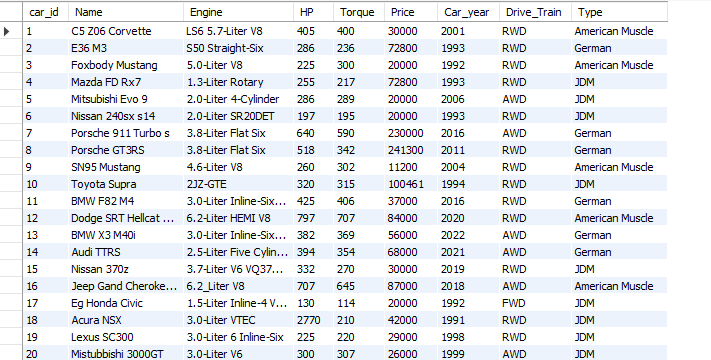 car_id Name Engine HP Torque Price Car_year Drive_Train Type
1 C5 Z06 Corvette LS6 5.7-Liter V8 405 400 30000 2001 RWD American Muscle
2 E36 M3 S50 Straight-Six 286 236 72800 1993 RWD German
3 Foxbody Mustang 5.0-Liter V8 225 300 20000 1992 RWD American Muscle
4 Mazda FD Rx7 1.3-Liter Rotary 255 217 72800 1993 RWD JDM
5 Mitsubishi Evo 9 2.0-Liter 4-Cylinder 286 289 20000 2006 AWD JDM
6 Nissan 240sx s14 2.0-Liter SR20DET 197 195 20000 1993 RWD JDM
7 Porsche 911 Turbo s 3.8-Liter Flat Six 640 590 230000 2016 AWD German
8 Porsche GT3RS 3.8-Liter Flat Six 518 342 241300 2011 RWD German
9 SN95 Mustang 4.6-Liter V8 260 302 11200 2004 RWD American Muscle
10 Toyota Supra 2JZ-GTE 320 315 100461 1994 RWD JDM
11 BMW F82 M4 3.0-Liter Inline-Six... 425 406 37000 2016 RWD German
12 Dodge SRT Hellcat ... 6.2-Liter HEMI V8 797 707 84000 2020 RWD American Muscle
13 BMW X3 M40i 3.0-Liter Inline-Six... 382 369 56000 2022 AWD German
14 Audi TTRS 2.5-Liter Five Cylin... 394 354 68000 2021 AWD German
15 Nissan 370z 3.7-Liter V6 VQ37... 332 270 30000 2019 RWD JDM
16 Jeep Gand Cheroke... 6.2_Liter V8 707 645 87000 2018 AWD American Muscle
17 Eg Honda Civic 1.5-Liter Inline-4 V... 130 114 20000 1992 FWD JDM
18 Acura NSX 3.0-Liter VTEC 2770 210 42000 1991 RWD JDM
19 Lexus SC300 3.0-Liter 6 Inline-Six 225 220 29000 1998 RWD JDM
20 Mistubbishi 3000GT 3.0-Liter V6 300 307 26000 1999 AWD JDM